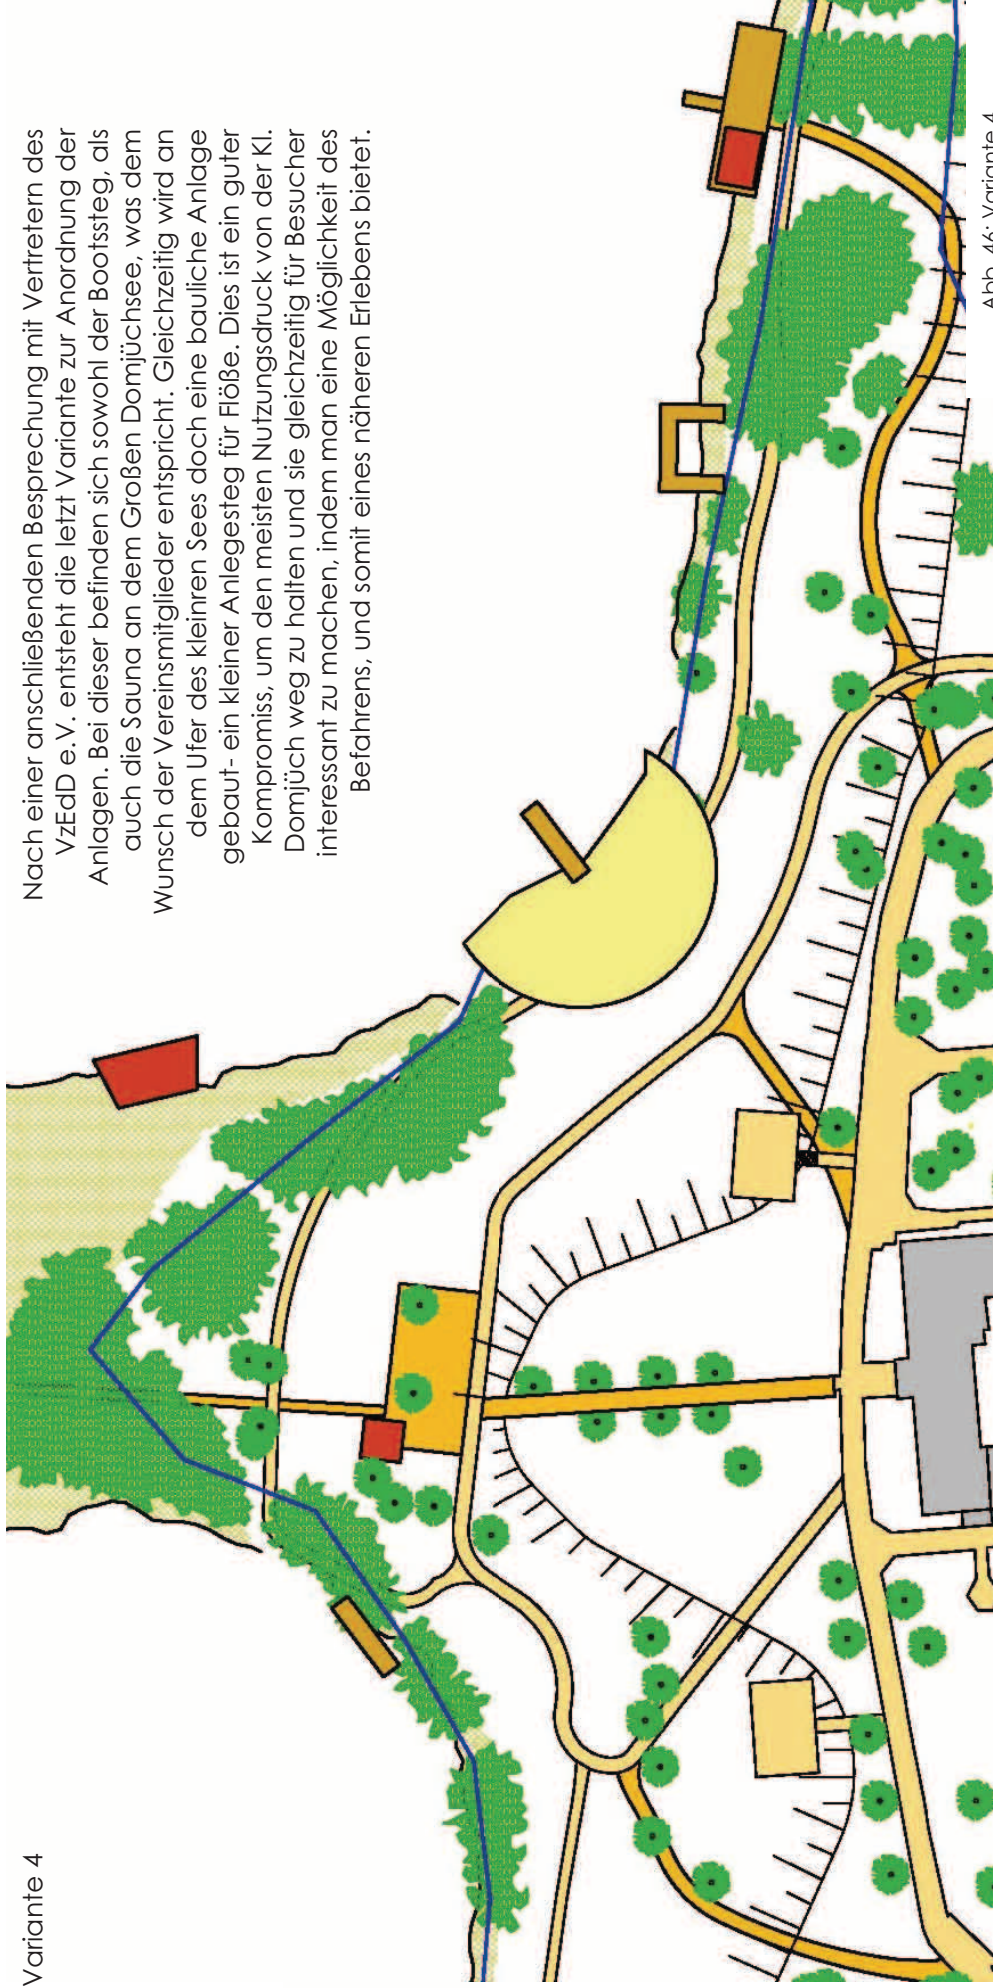 Variante 4
Nach einer anschließenden Besprechung mit Vertretern des
VzEdD e.V. entsteht die letzt Variante zur Anordnung der
Anlagen. Bei dieser befinden sich sowohl der Bootssteg, als
auch die Sauna an dem Großen Domjüchsee, was dem
Wunsch der Vereinsmitglieder entspricht. Gleichzeitig wird an
dem Ufer des kleinren Sees doch eine bauliche Anlage
gebaut- ein kleiner Anlegesteg für Flöße. Dies ist ein guter
Kompromiss, um den meisten Nutzungsdruck von der Kl.
Domjüch weg zu halten und sie gleichzeitig für Besucher
interessant zu machen, indem man eine Möglichkeit des
Befahrens, und somit eines näheren Erlebens bietet.
Abb. 46: Variante 4